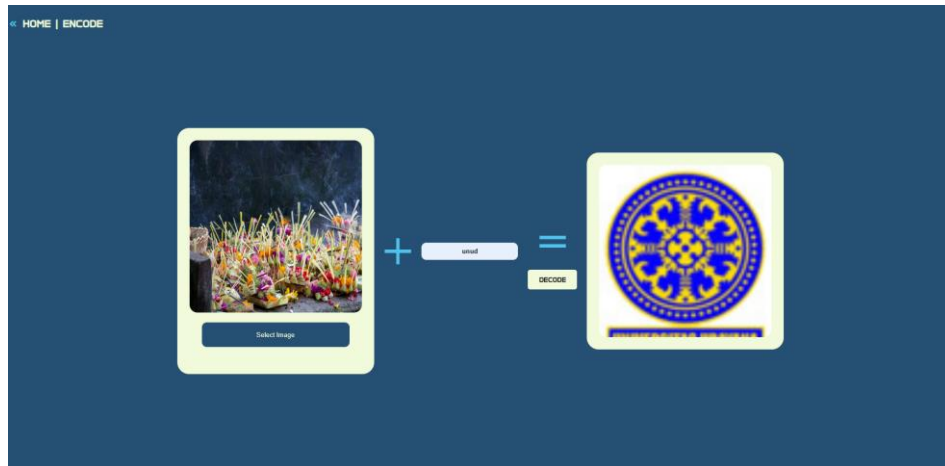 « HOME | ENCODE
Select Image
+
unud
=
DECODE